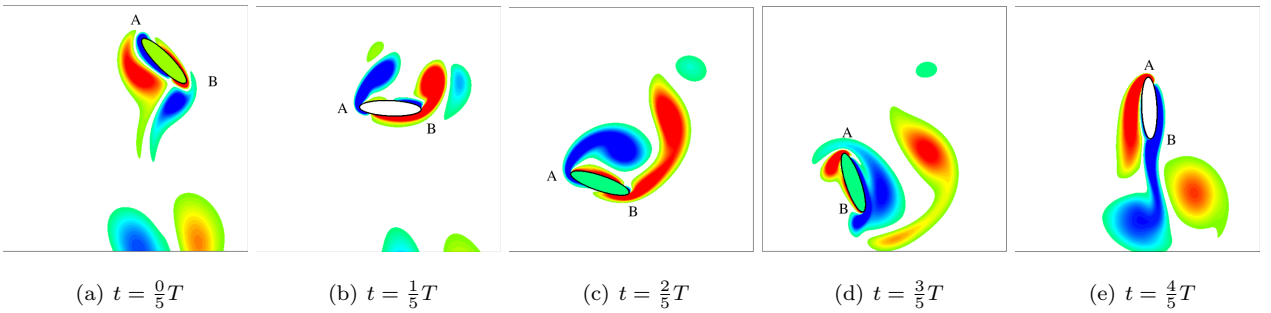 A
B
A
B
A
B
A
B
A
B
(a) t = 0/5 T
(b) t = 1/5 T
(c) t = 2/5 T
(d) t = 3/5 T
(e) t = 4/5 T